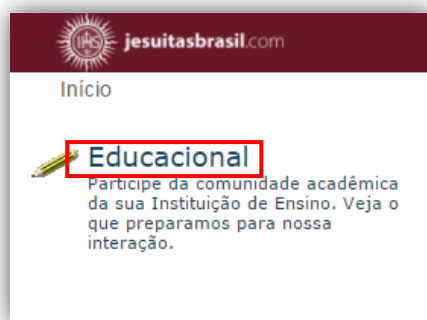 IHS jesuitasbrasil.com
Início
Educacional
Participe da comunidade acadêmica
da sua Instituição de Ensino. Veja o
que preparamos para nossa
interação.